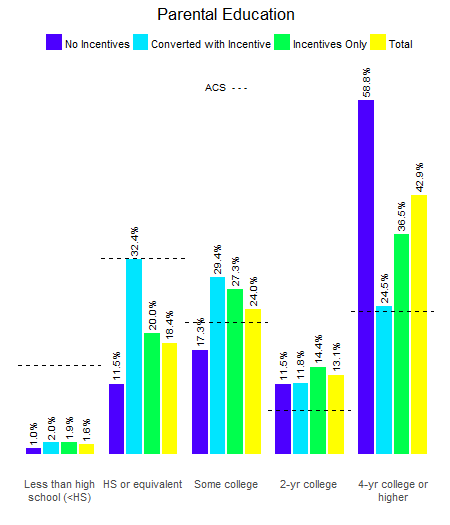 Parental Education
No Incentives Converted with Incentive Incentives Only Total
ACS ---
1.0% 2.0% 1.9% 1.6%
11.5% 32.4% 20.0% 18.4%
17.3% 29.4% 27.3% 24.0%
11.5% 11.8% 14.4% 13.1%
58.8% 24.5% 36.5% 42.9%
Less than high
school (<HS)
HS or equivalent
Some college
2-yr college
4-yr college or
higher